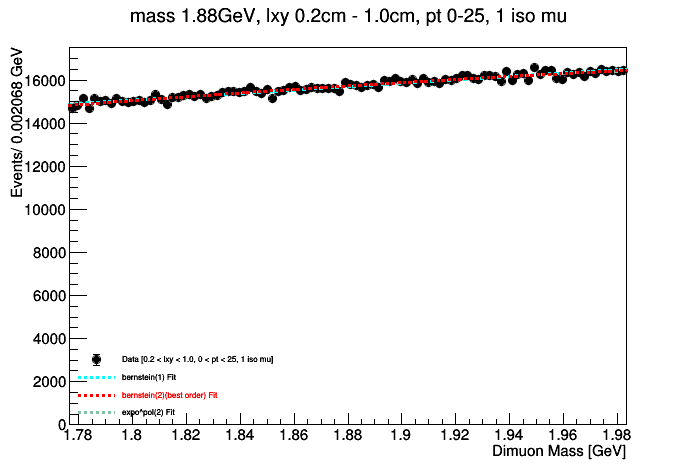 mass 1.88GeV, lxy 0.2cm - 1.0cm, pt 0-25, 1 iso mu
Events/ 0.002068 GeV
16000
14000
12000
10000
8000
6000
4000
2000
0
Data [0.2 < lxy < 1.0, 0 < pt < 25, 1 iso mu]
bernstein(1) Fit
bernstein(2)(best order) Fit
expo^pol(2) Fit
1.78 1.8 1.82 1.84 1.86 1.88 1.9 1.92 1.94 1.96 1.98
Dimuon Mass [GeV]